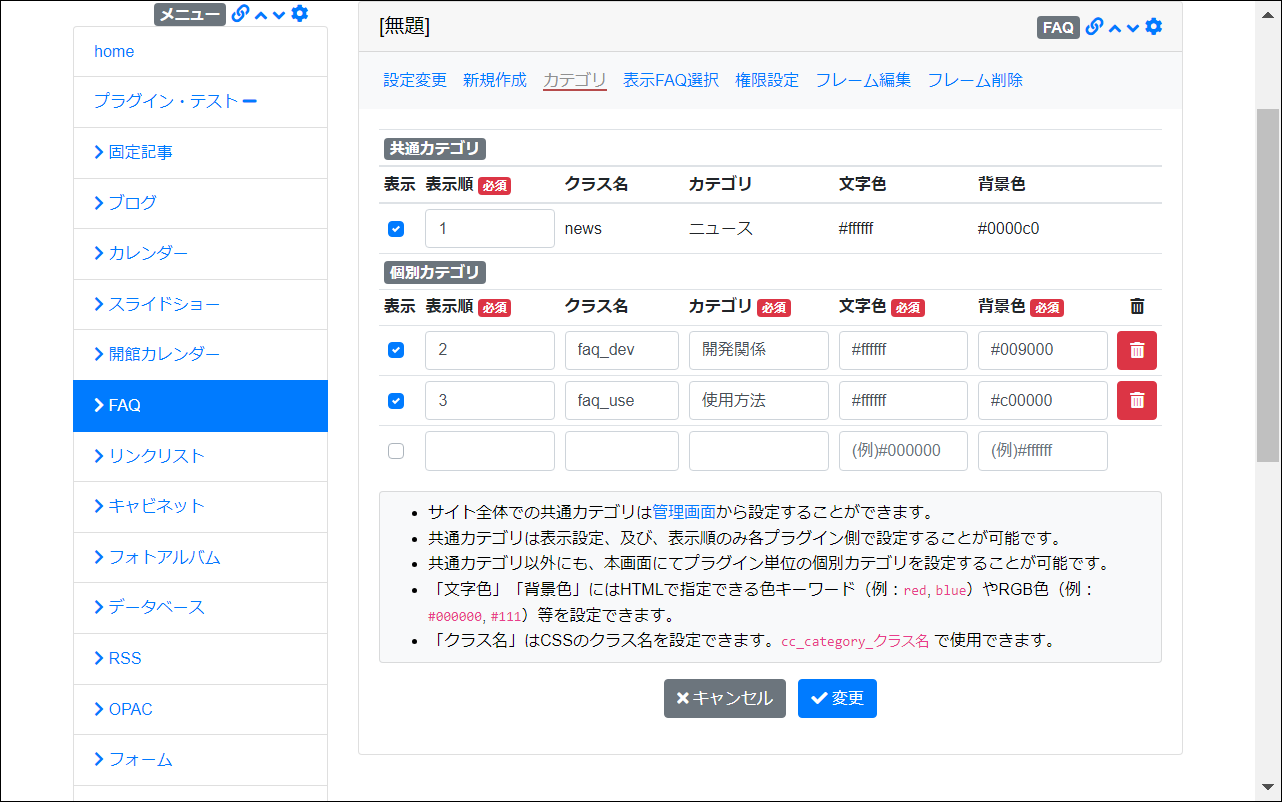 メニュー
home
プラグイン・テスト
固定記事
ブログ
カレンダー
スライドショー
開館カレンダー
FAQ
リンクリスト
キャビネット
フォトアルバム
データベース
RSS
OPAC
フォーム
[無題]
FAQ
設定変更 新規作成 カテゴリ 表示FAQ選択 権限設定 フレーム編集 フレーム削除
共通カテゴリ
表示 表示順 必須 クラス名 カテゴリ 文字色 背景色
1 news ニュース #ffffff #0000c0
個別カテゴリ
表示 表示順 必須 クラス名 カテゴリ 必須 文字色 必須 背景色 必須
2 faq_dev 開発関係 #ffffff #009000
3 faq_use 使用方法 #ffffff #c00000
(例)#000000 (例)#ffffff
サイト全体での共通カテゴリは管理画面から設定することができます。
共通カテゴリは表示設定、及び、表示順のみ各プラグイン側で設定することが可能です。
共通カテゴリ以外にも、本画面にてプラグイン単位の個別カテゴリを設定することが可能です。
「文字色」「背景色」にはHTMLで指定できる色キーワード（例：red, blue）やRGB色（例：
#000000, #111）等を設定できます。
「クラス名」はCSSのクラス名を設定できます。cc_category_クラス名 で使用できます。
キャンセル 変更